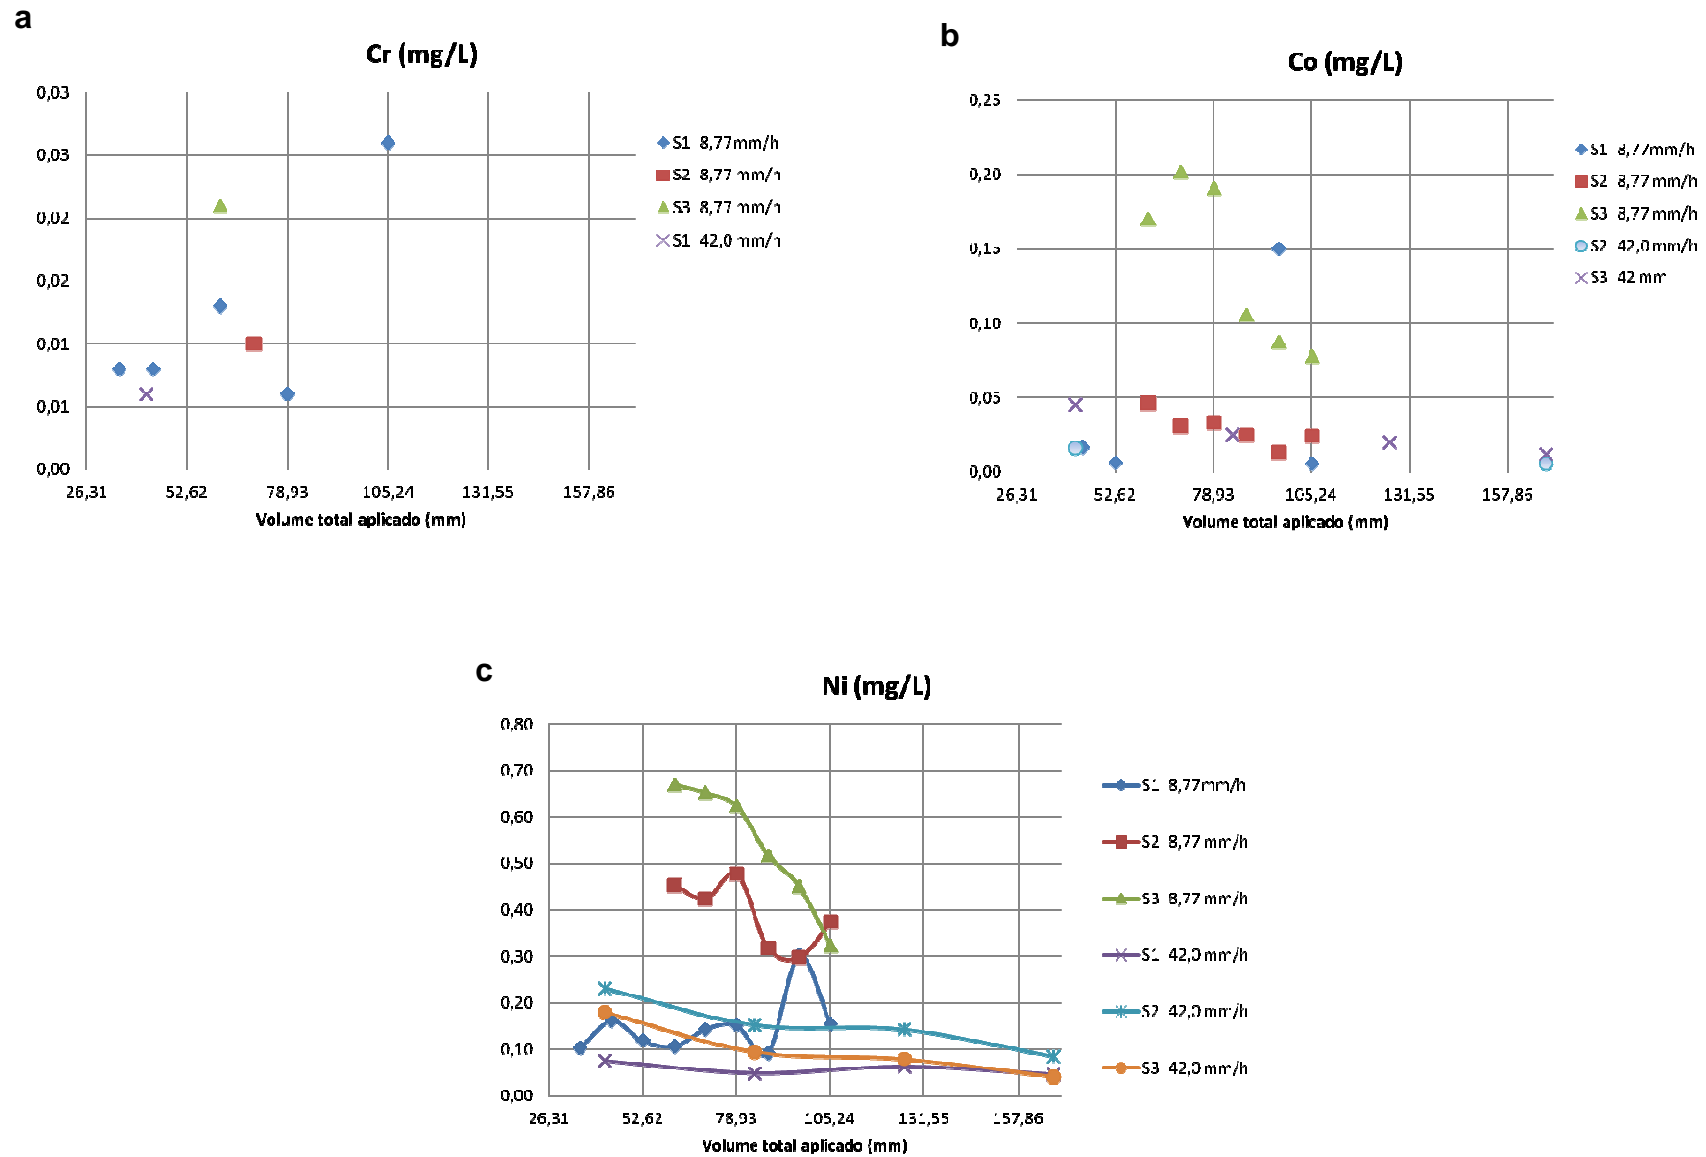 a
Cr (mg/L)
0,03
0,03
0,02
0,02
0,01
0,01
0,00
26,31 52,62 78,93 105,24 131,55 157,86
Volume total aplicado (mm)
S1 8,77mm/h
S2 8,77 mm/h
S3 8,77 mm/h
S1 42,0 mm/h
b
Co (mg/L)
0,25
0,20
0,15
0,10
0,05
0,00
26,31 52,62 78,93 105,24 131,55 157,86
Volume total aplicado (mm)
S1 8,77mm/h
S2 8,77 mm/h
S3 8,77 mm/h
S2 42,0 mm/h
S3 42 mm
c
Ni (mg/L)
0,80
0,70
0,60
0,50
0,40
0,30
0,20
0,10
0,00
26,31 52,62 78,93 105,24 131,55 157,86
Volume total aplicado (mm)
S1 8,77mm/h
S2 8,77 mm/h
S3 8,77 mm/h
S1 42,0 mm/h
S2 42,0 mm/h
S3 42,0 mm/h